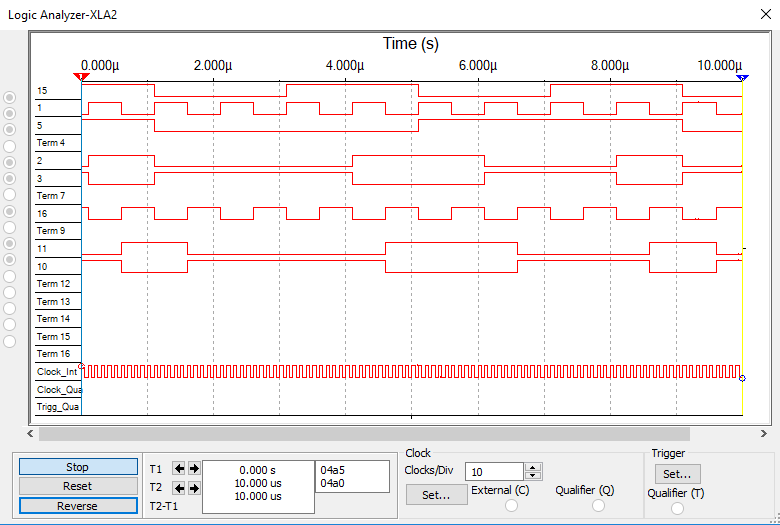 Logic Analyzer-XLA2
Time (s)
0.000µ 2.000µ 4.000µ 6.000µ 8.000µ 10.000µ
15
1
5
Term 4
2
3
Term 7
16
Term 9
11
10
Term 12
Term 13
Term 14
Term 15
Term 16
Clock_Int
Clock_Qua
Trigg_Qua
Stop
Reset
Reverse
T1 0.000 s 04a5
T2 10.000 us 04a0
T2-T1 10.000 us
Clock
Clocks/Div 10
Set...
External (C)
Qualifier (Q)
Trigger
Set...
Qualifier (T)